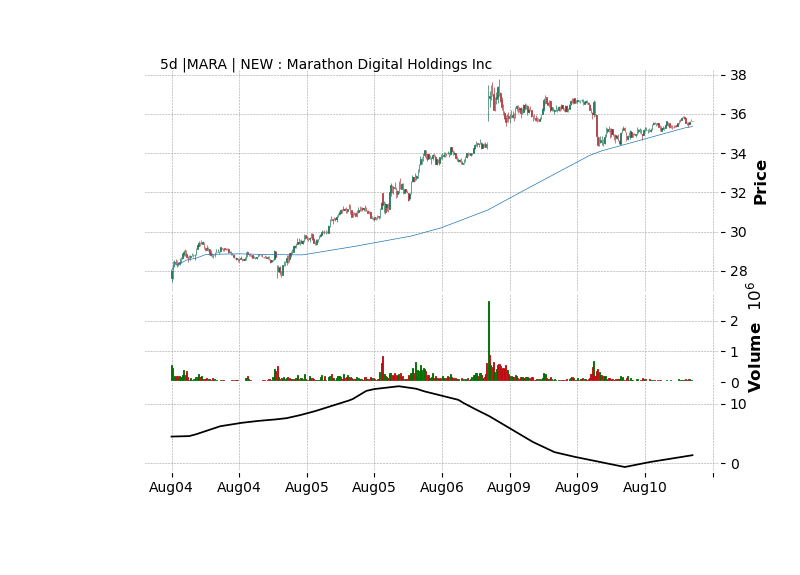 5d |MARA | NEW : Marathon Digital Holdings Inc
38
36
34
32
30
28
Price
2
1
0
Volume 10^6
10
0
Aug04 Aug04 Aug05 Aug05 Aug06 Aug09 Aug09 Aug10